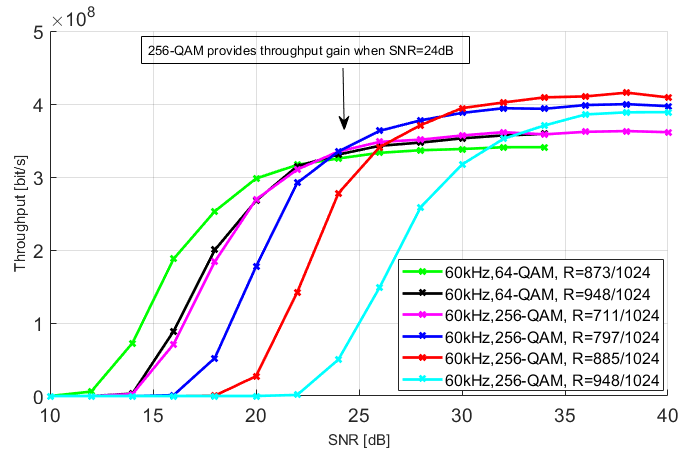 ×10⁸
256-QAM provides throughput gain when SNR=24dB
5
4
3
2
1
0
Throughput [bit/s]
60kHz,64-QAM, R=873/1024
60kHz,64-QAM, R=948/1024
60kHz,256-QAM, R=711/1024
60kHz,256-QAM, R=797/1024
60kHz,256-QAM, R=885/1024
60kHz,256-QAM, R=948/1024
10 15 20 25 30 35 40
SNR [dB]